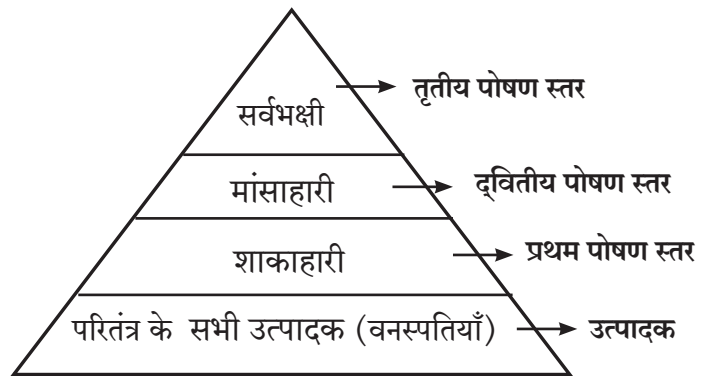 तृतीय पोषण स्तर
सर्वभक्षी
मांसाहारी
द्वितीय पोषण स्तर
शाकाहारी
प्रथम पोषण स्तर
परितंत्र के सभी उत्पादक (वनस्पतियाँ)
उत्पादक